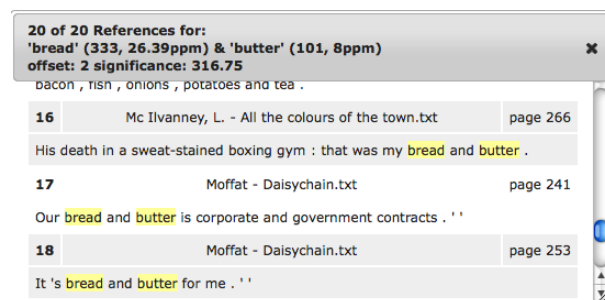 20 of 20 References for:
'bread' (333, 26.39ppm) & 'butter' (101, 8ppm)
offset: 2 significance: 316.75
bacon , fish , onions , potatoes and tea .
16 Mc Ilvanney, L. - All the colours of the town.txt page 266
His death in a sweat-stained boxing gym : that was my bread and butter .
17 Moffat - Daisychain.txt page 241
Our bread and butter is corporate and government contracts . ' '
18 Moffat - Daisychain.txt page 253
It 's bread and butter for me . ' '